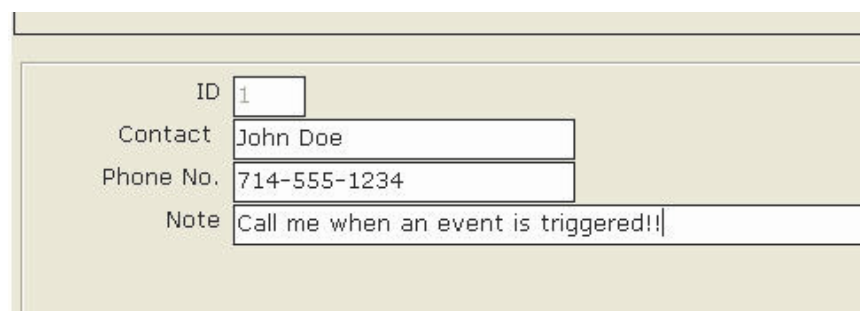 ID 1
Contact John Doe
Phone No. 714-555-1234
Note Call me when an event is triggered!!